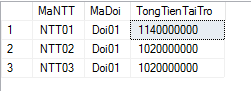 MaNTT MaDoi TongTienTaiTro
1 NTT01 Doi01 1140000000
2 NTT02 Doi01 1020000000
3 NTT03 Doi01 1020000000